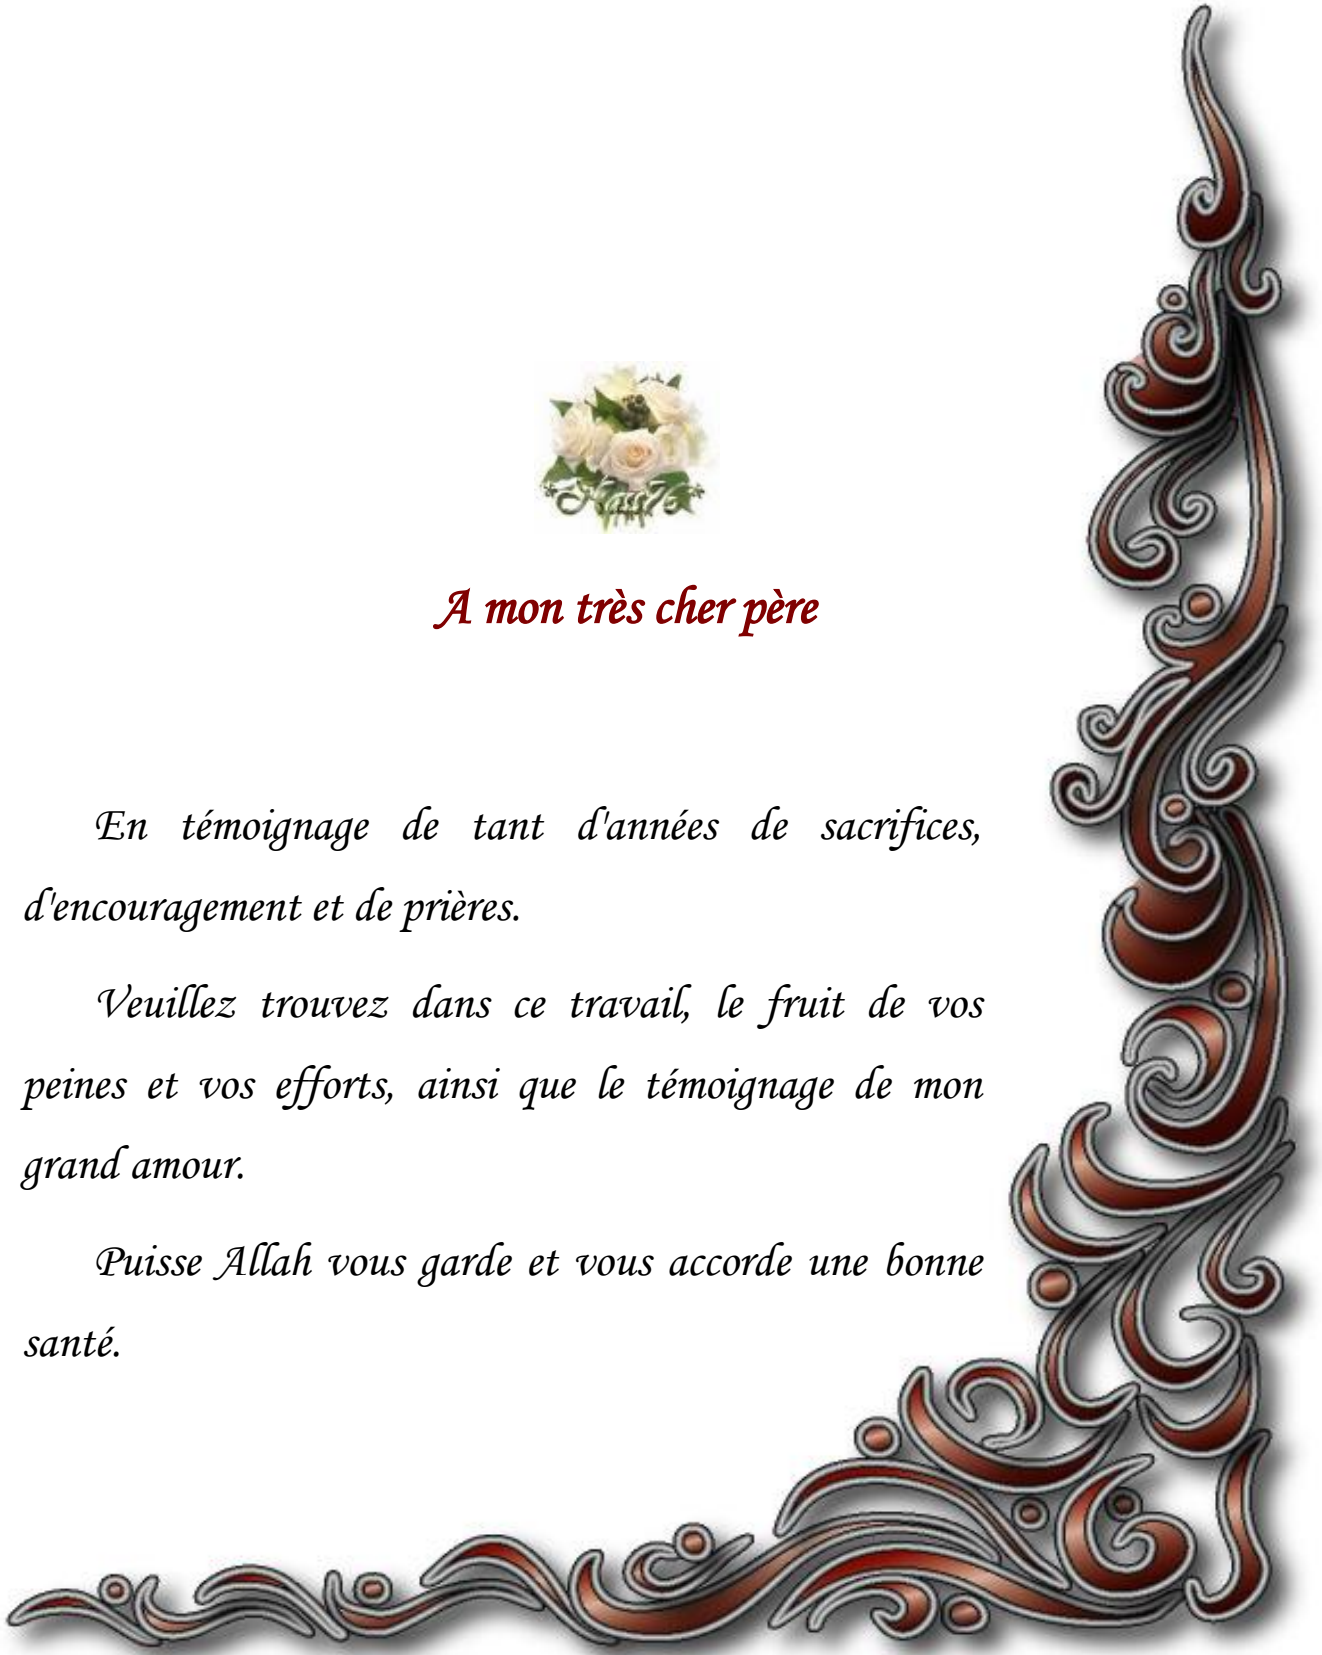 *Nass76*
A mon très cher père
En témoignage de tant d'années de sacrifices,
d'encouragement et de prières.
Veuillez trouvez dans ce travail, le fruit de vos
peines et vos efforts, ainsi que le témoignage de mon
grand amour.
Puisse Allah vous garde et vous accorde une bonne
santé.